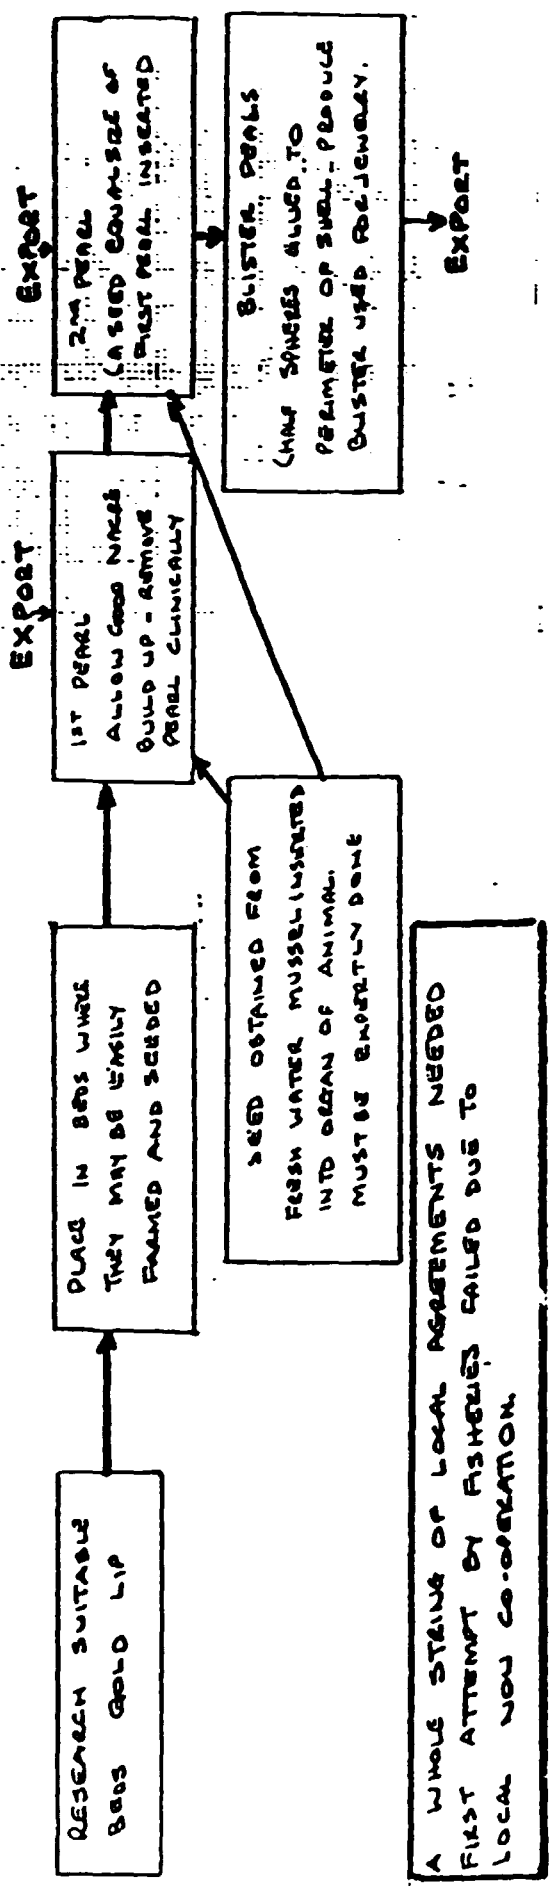 RESEARCH SUITABLE
BEDS GOLD LIP
PLACE IN BEDS WHERE
THEY MAY BE EASILY
FARMED AND SEEDED
EXPORT
1ST PEARL
ALLOW GOOD NACRE
BUILD UP - REMOVE
PEARL CLINICALLY
EXPORT
2ND PEARL
(A SEED EQUAL SIZE OF
FIRST PEARL INSERTED
SEED OBTAINED FROM
FRESH WATER MUSSEL INSERTED
INTO ORGAN OF ANIMAL.
MUST BE EXPERTLY DONE
BLISTER PEALS
(HALF SPHERES GLUED TO
PERIMETER OF SHELL - PRODUCE
BLISTER USED FOR JEWELRY.
EXPORT
A WHOLE STRING OF LOCAL AGREEMENTS NEEDED
FIRST ATTEMPT BY FISHERIES FAILED DUE TO
LOCAL NON CO-OPERATION.